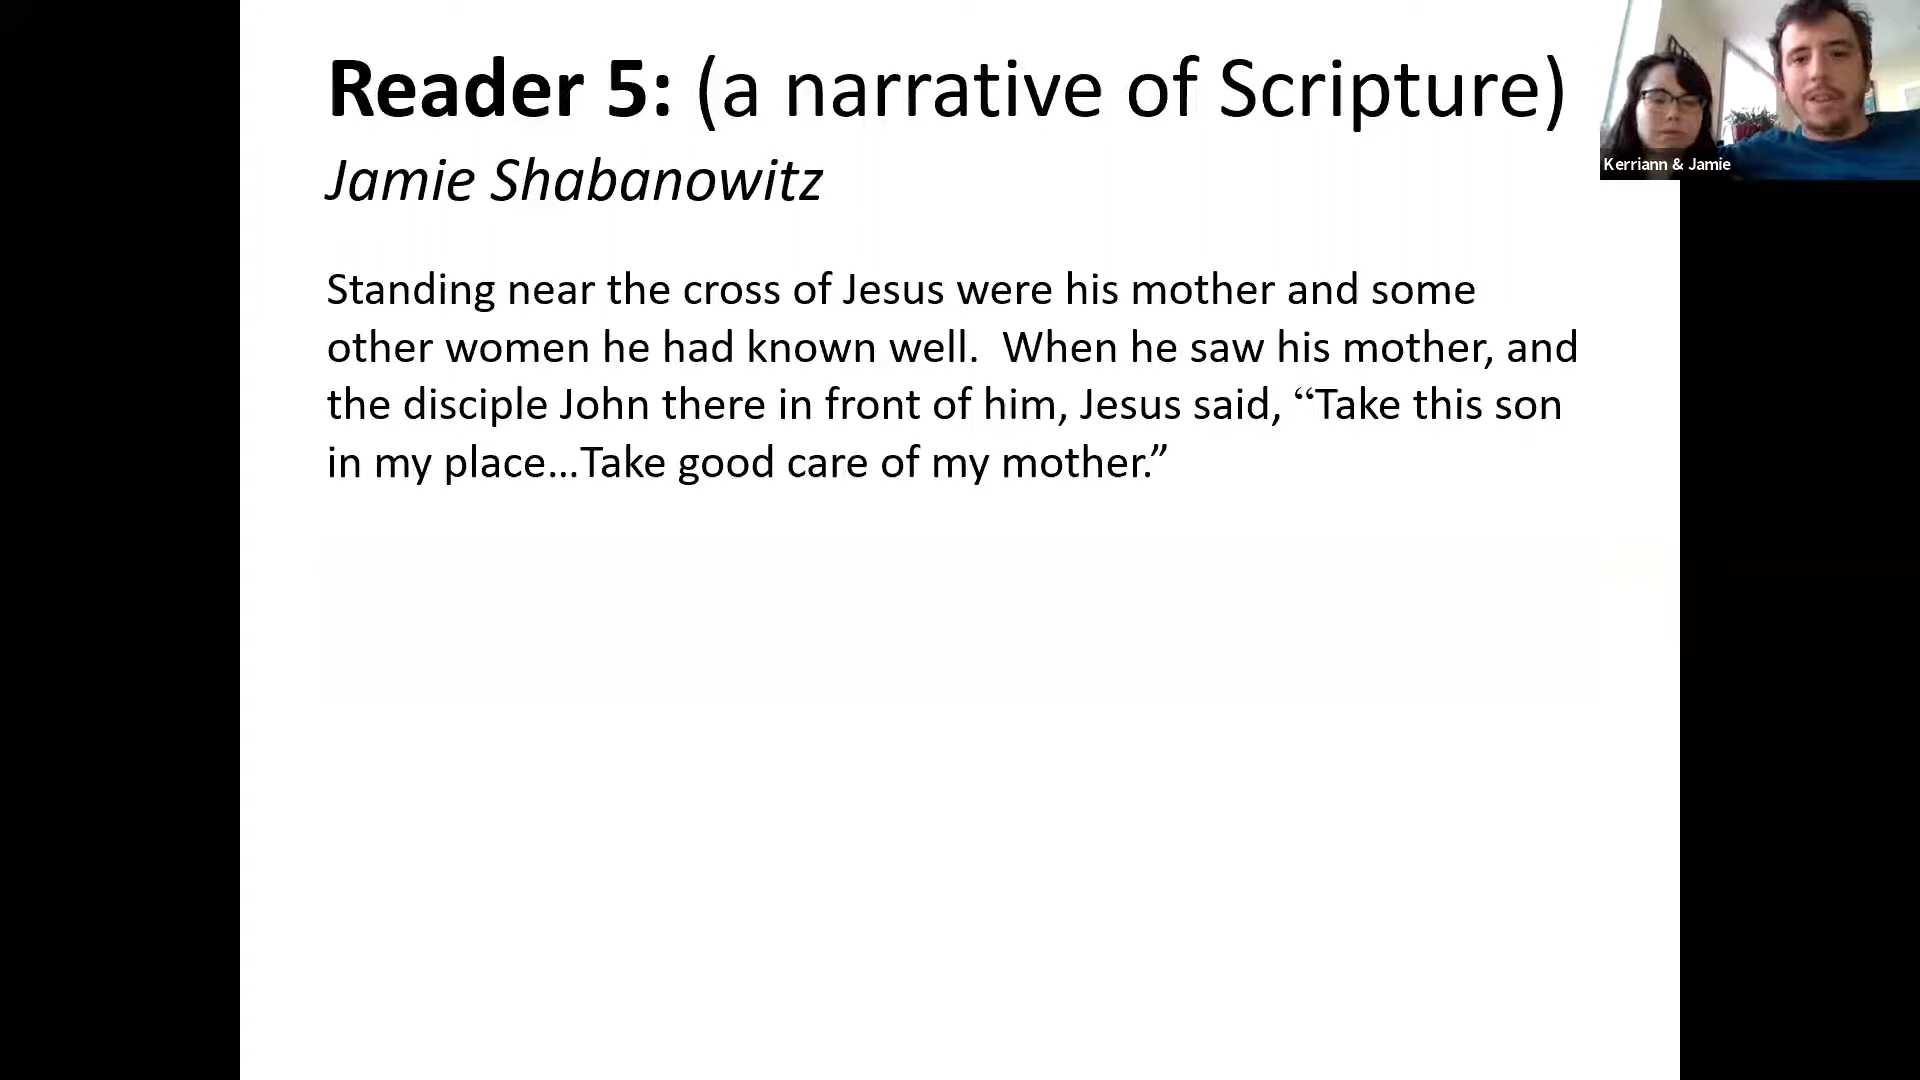 Reader 5: (a narrative of Scripture)
Jamie Shabanowitz
Standing near the cross of Jesus were his mother and some
other women he had known well.  When he saw his mother, and
the disciple John there in front of him, Jesus said, “Take this son
in my place…Take good care of my mother.”
Kerriann & Jamie